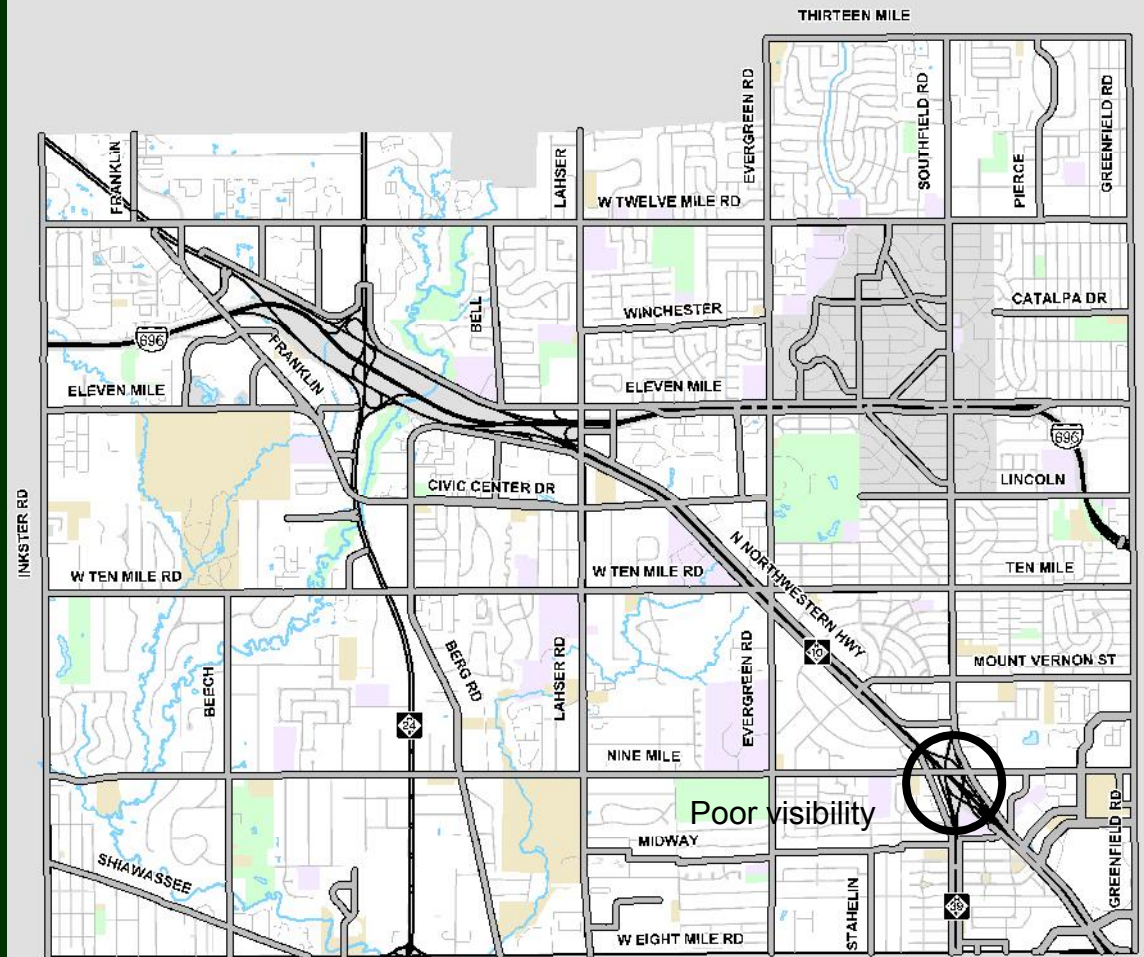 THIRTEEN MILE
FRANKLIN
LAHSER
EVERGREEN RD
SOUTHFIELD RD
PIERCE
GREENFIELD RD
W TWELVE MILE RD
BELL
WINCHESTER
CATALPA DR
696
FRANKLIN
ELEVEN MILE
ELEVEN MILE
696
CIVIC CENTER DR
LINCOLN
INKSTER RD
W TEN MILE RD
W TEN MILE RD
N NORTHWESTERN HWY
TEN MILE
10
BEECH
BERG RD
LAHSER RD
EVERGREEN RD
MOUNT VERNON ST
24
NINE MILE
Poor visibility
MIDWAY
GREENFIELD RD
SHIAWASSEE
STAHELIN
39
W EIGHT MILE RD